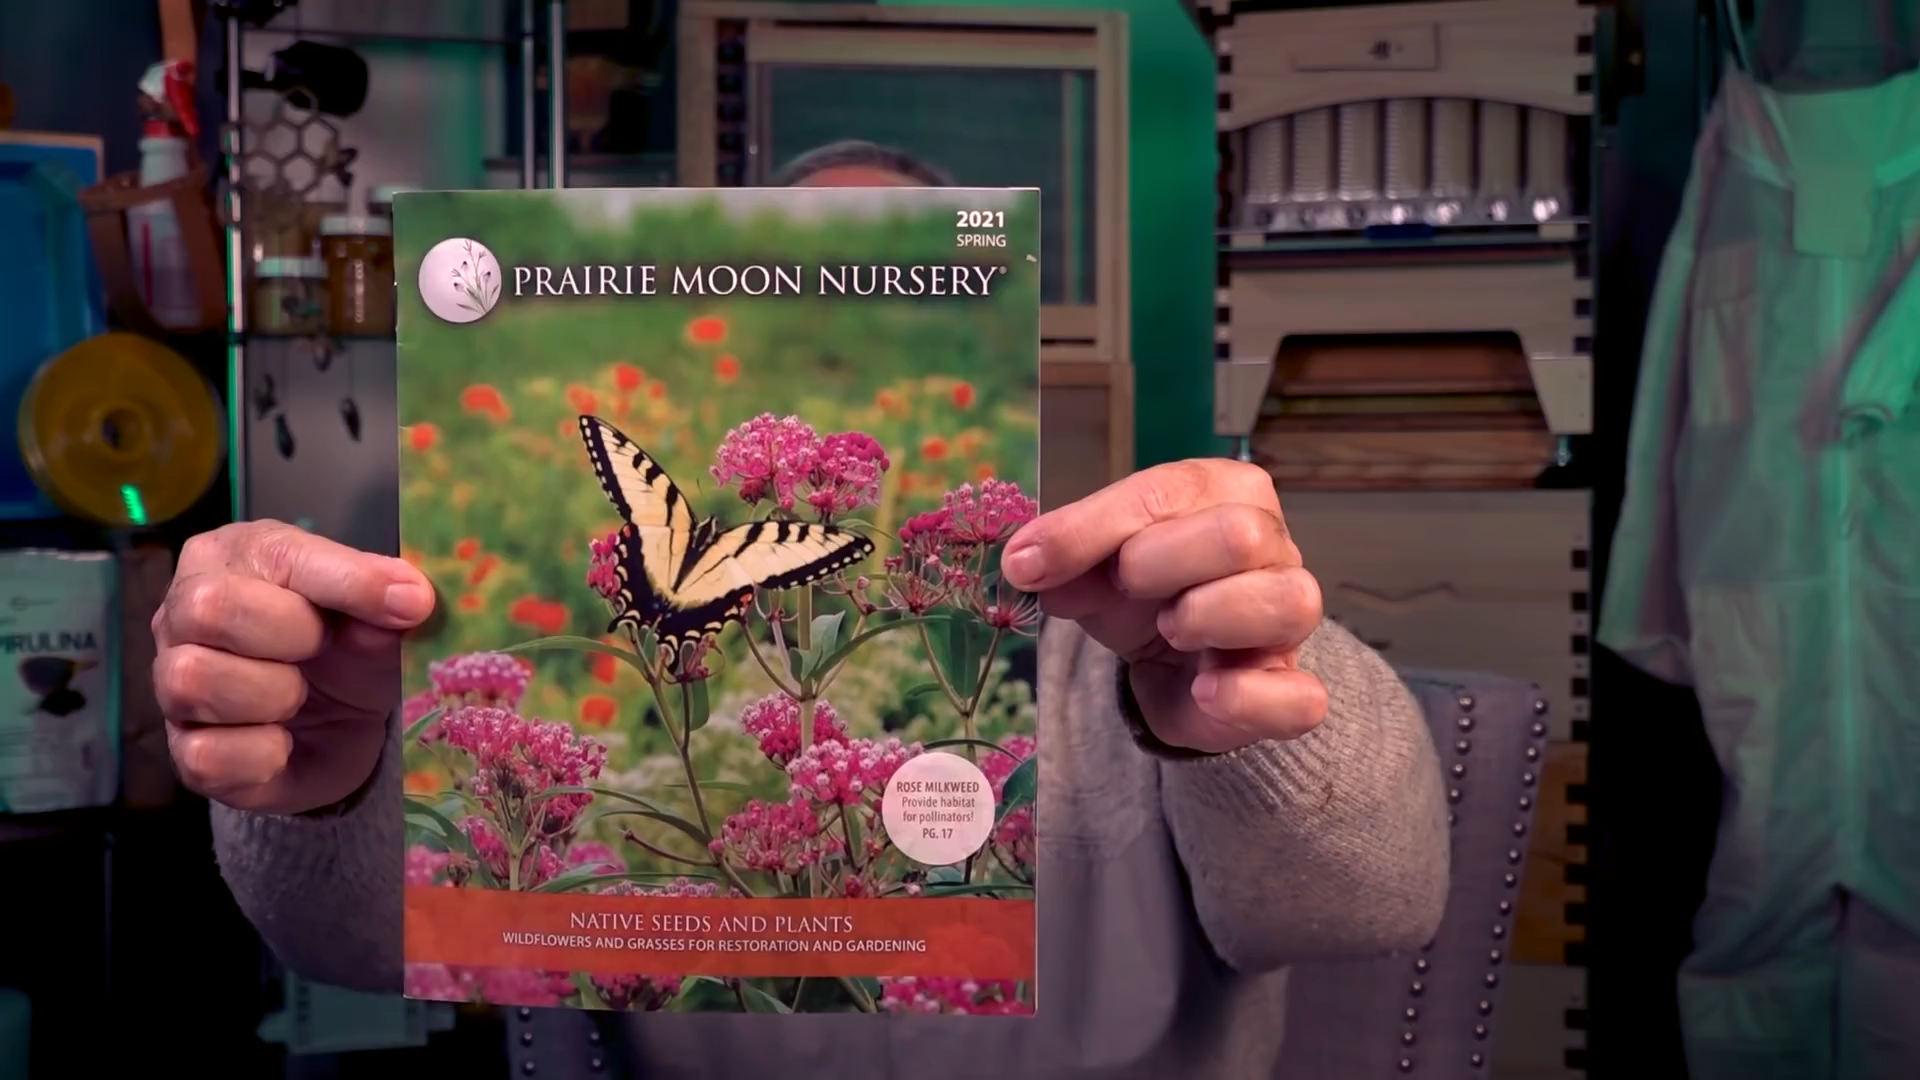 2021
SPRING
PRAIRIE MOON NURSERY®
ROSE MILKWEED
Provide habitat
for pollinators!
PG. 17
NATIVE SEEDS AND PLANTS
WILDFLOWERS AND GRASSES FOR RESTORATION AND GARDENING
PIRULINA